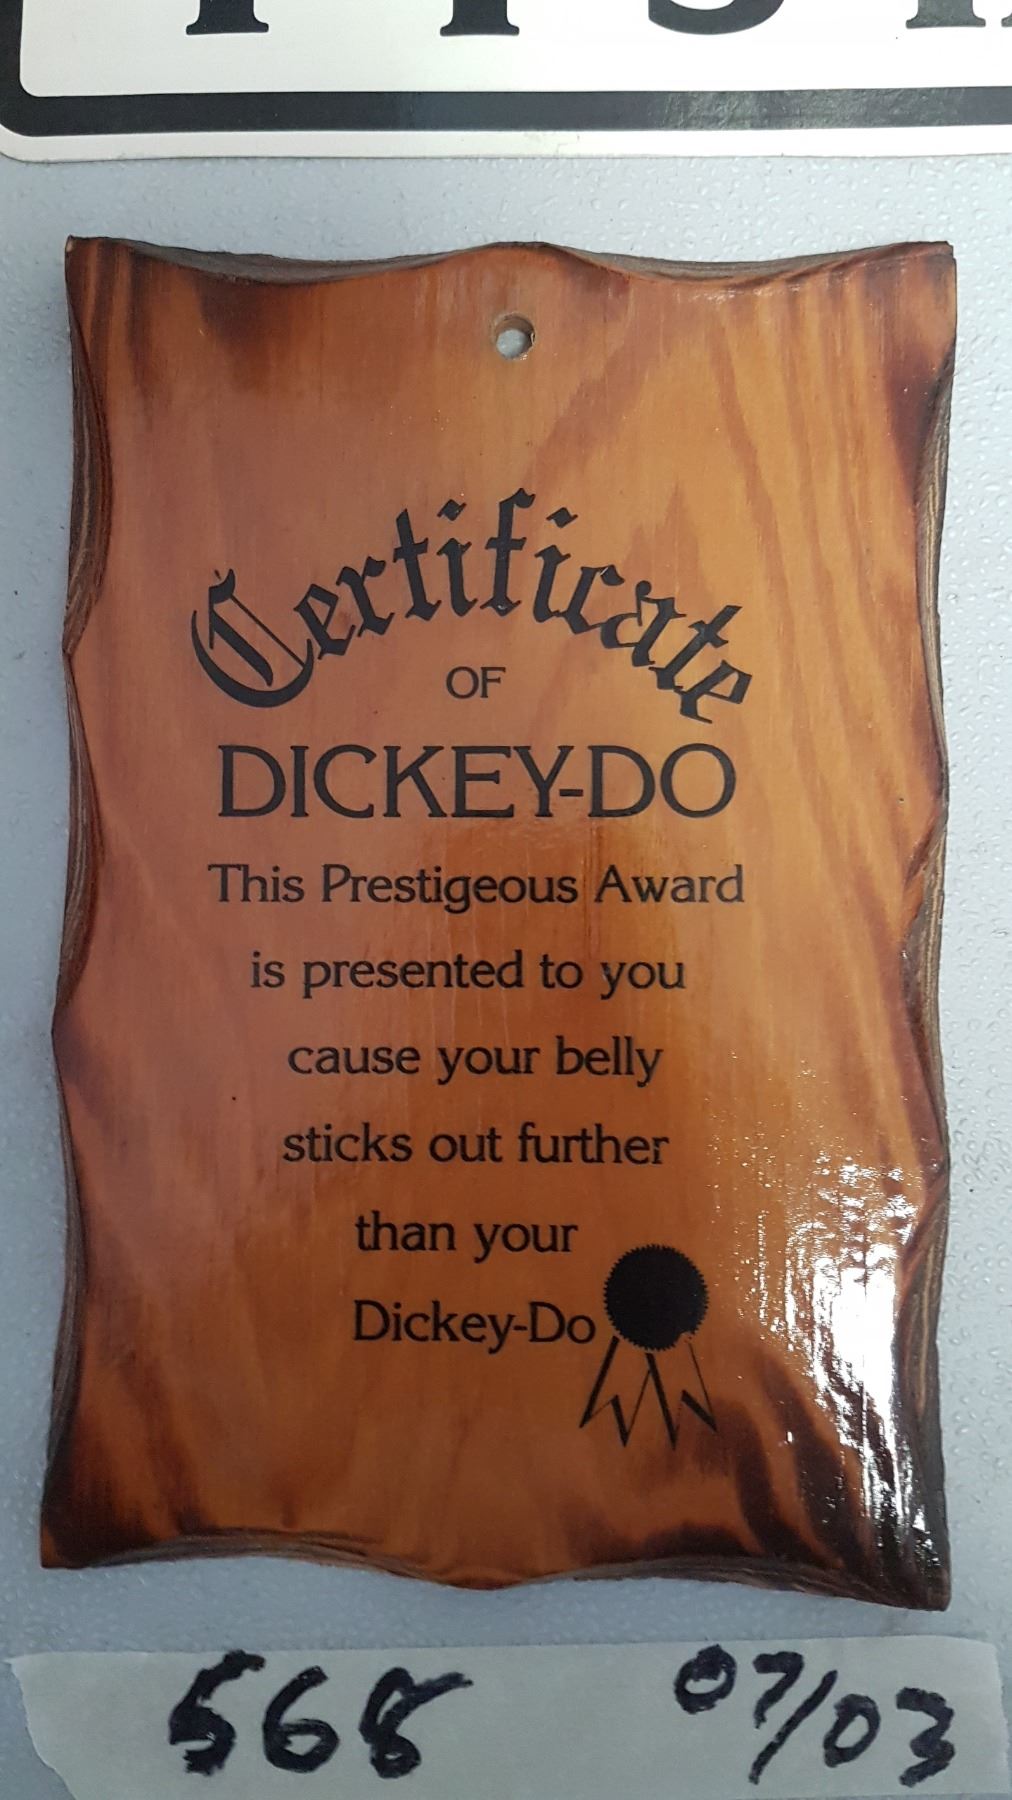 Certificate
OF
DICKEY-DO
This Prestigeous Award
is presented to you
cause your belly
sticks out further
than your
Dickey-Do
568 07/03